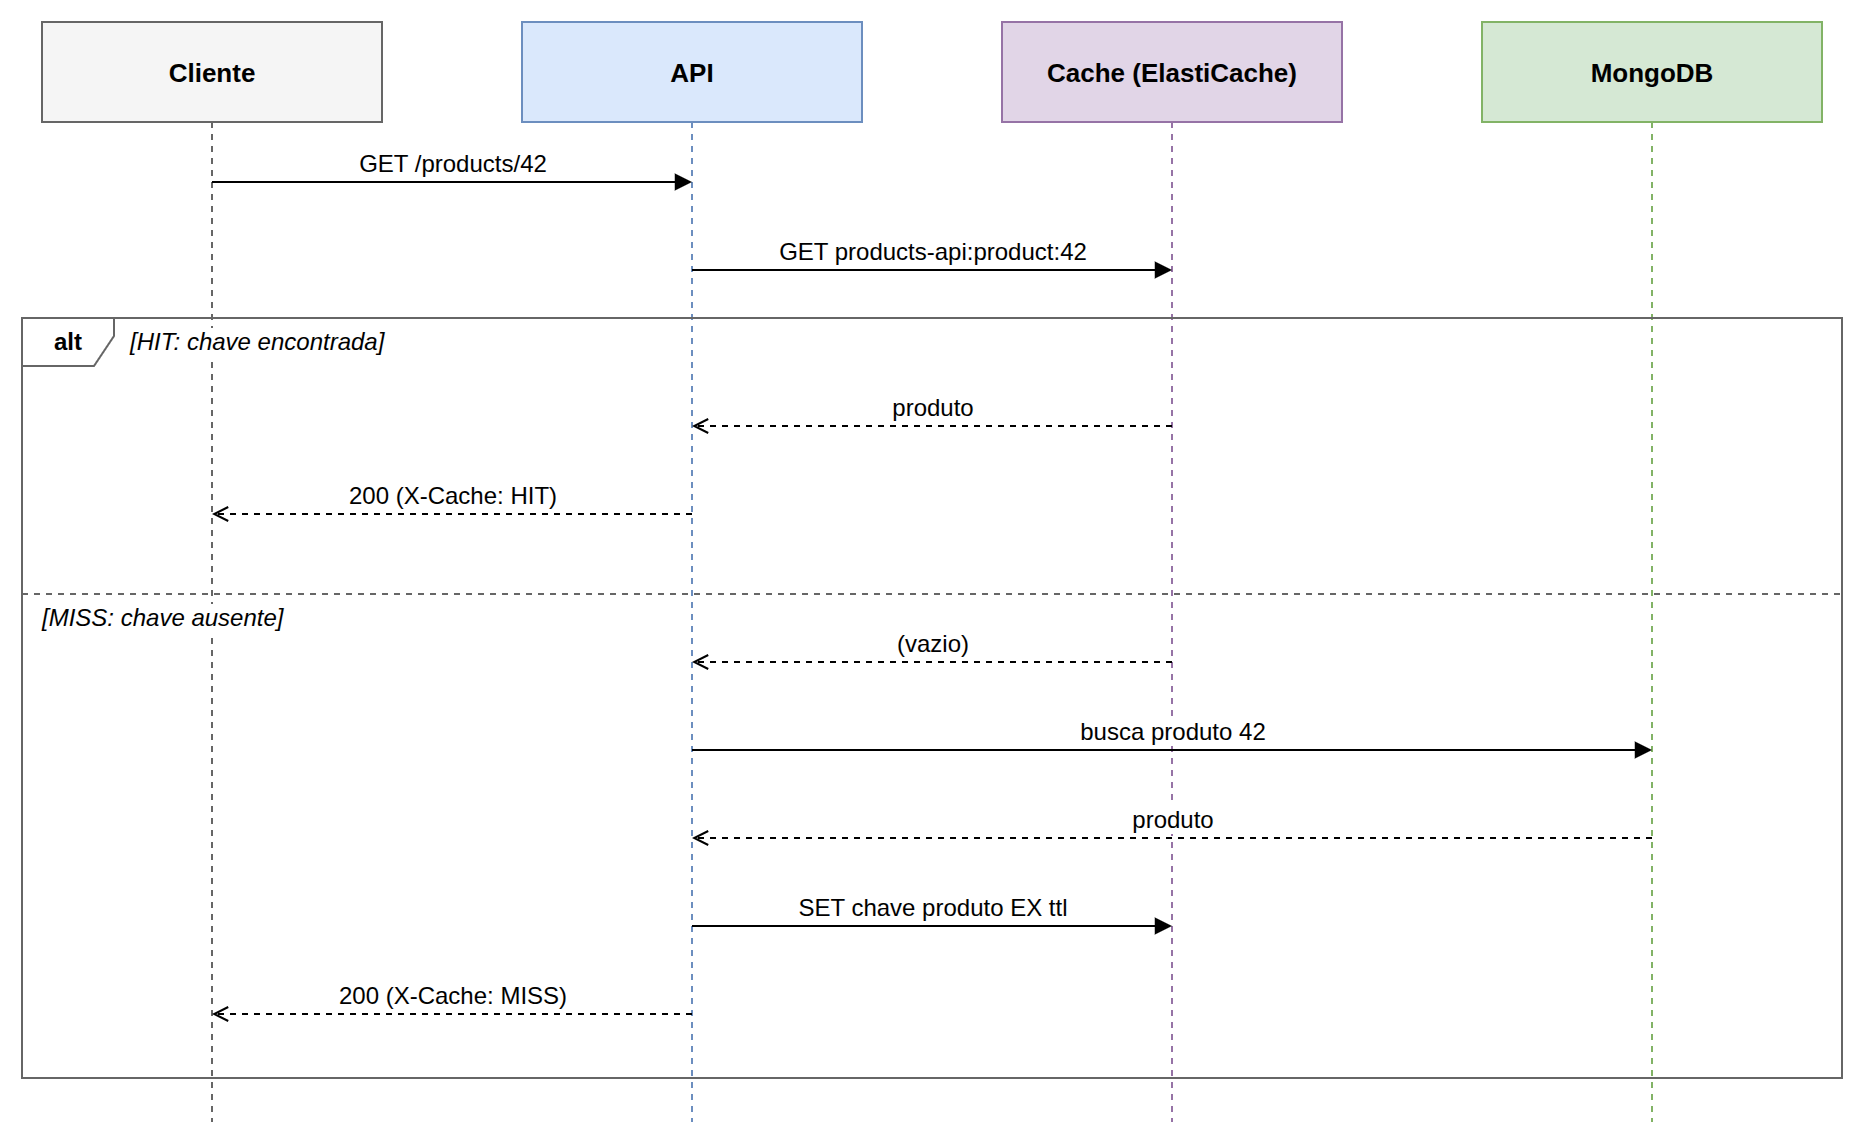 Cliente
API
Cache (ElastiCache)
MongoDB
GET /products/42
GET products-api:product:42
alt
[HIT: chave encontrada]
produto
200 (X-Cache: HIT)
[MISS: chave ausente]
(vazio)
busca produto 42
produto
SET chave produto EX ttl
200 (X-Cache: MISS)